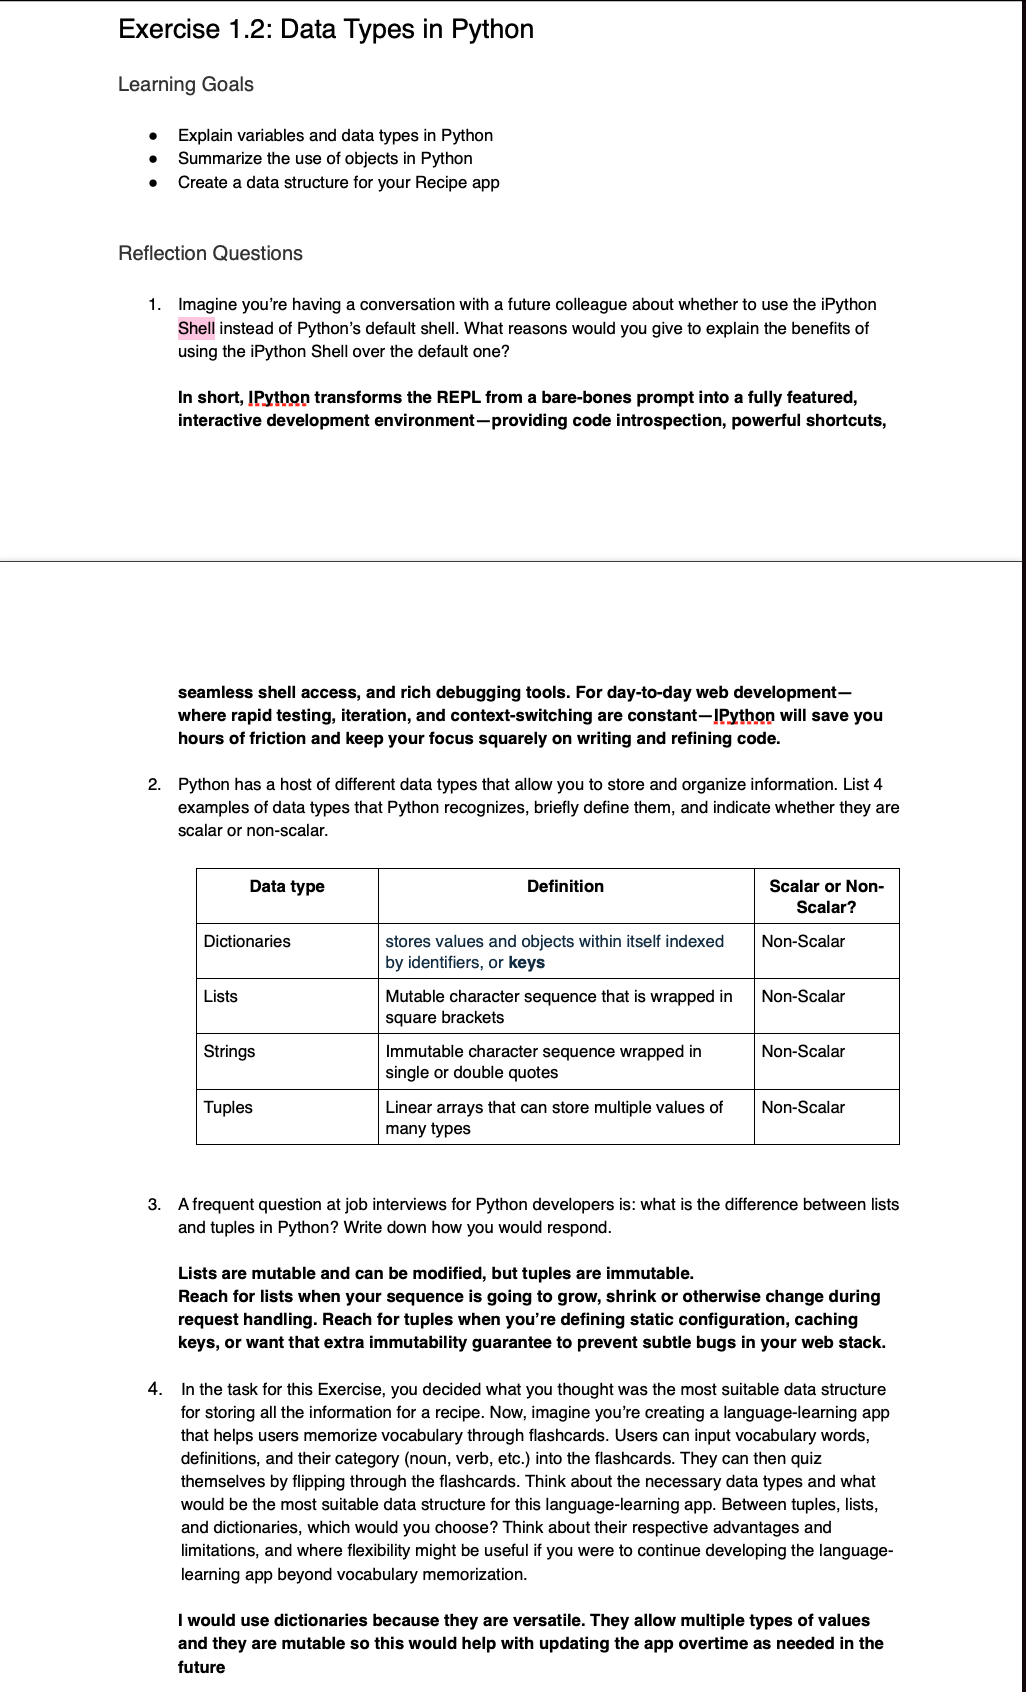 Exercise 1.2: Data Types in Python
Learning Goals
● Explain variables and data types in Python
● Summarize the use of objects in Python
● Create a data structure for your Recipe app
Reflection Questions
1. Imagine you’re having a conversation with a future colleague about whether to use the iPython
Shell instead of Python’s default shell. What reasons would you give to explain the benefits of
using the iPython Shell over the default one?
In short, IPython transforms the REPL from a bare-bones prompt into a fully featured,
interactive development environment—providing code introspection, powerful shortcuts,
seamless shell access, and rich debugging tools. For day-to-day web development—
where rapid testing, iteration, and context-switching are constant—IPython will save you
hours of friction and keep your focus squarely on writing and refining code.
2. Python has a host of different data types that allow you to store and organize information. List 4
examples of data types that Python recognizes, briefly define them, and indicate whether they are
scalar or non-scalar.
Data type Definition Scalar or Non-
Scalar?
Dictionaries stores values and objects within itself indexed Non-Scalar
by identifiers, or keys
Lists Mutable character sequence that is wrapped in Non-Scalar
square brackets
Strings Immutable character sequence wrapped in Non-Scalar
single or double quotes
Tuples Linear arrays that can store multiple values of Non-Scalar
many types
3. A frequent question at job interviews for Python developers is: what is the difference between lists
and tuples in Python? Write down how you would respond.
Lists are mutable and can be modified, but tuples are immutable.
Reach for lists when your sequence is going to grow, shrink or otherwise change during
request handling. Reach for tuples when you’re defining static configuration, caching
keys, or want that extra immutability guarantee to prevent subtle bugs in your web stack.
4. In the task for this Exercise, you decided what you thought was the most suitable data structure
for storing all the information for a recipe. Now, imagine you’re creating a language-learning app
that helps users memorize vocabulary through flashcards. Users can input vocabulary words,
definitions, and their category (noun, verb, etc.) into the flashcards. They can then quiz
themselves by flipping through the flashcards. Think about the necessary data types and what
would be the most suitable data structure for this language-learning app. Between tuples, lists,
and dictionaries, which would you choose? Think about their respective advantages and
limitations, and where flexibility might be useful if you were to continue developing the language-
learning app beyond vocabulary memorization.
I would use dictionaries because they are versatile. They allow multiple types of values
and they are mutable so this would help with updating the app overtime as needed in the
future